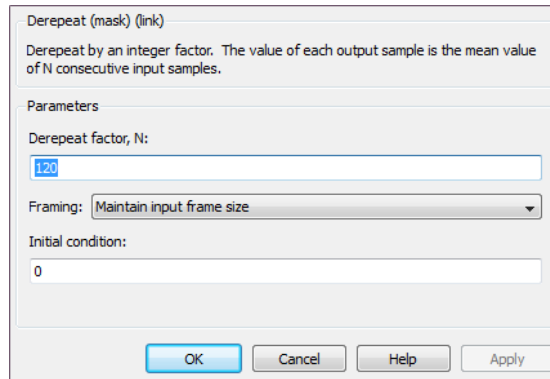 Derepeat (mask) (link)
Derepeat by an integer factor.  The value of each output sample is the mean value
of N consecutive input samples.
Parameters
Derepeat factor, N:
120
Framing: Maintain input frame size
Initial condition:
0
OK Cancel Help Apply